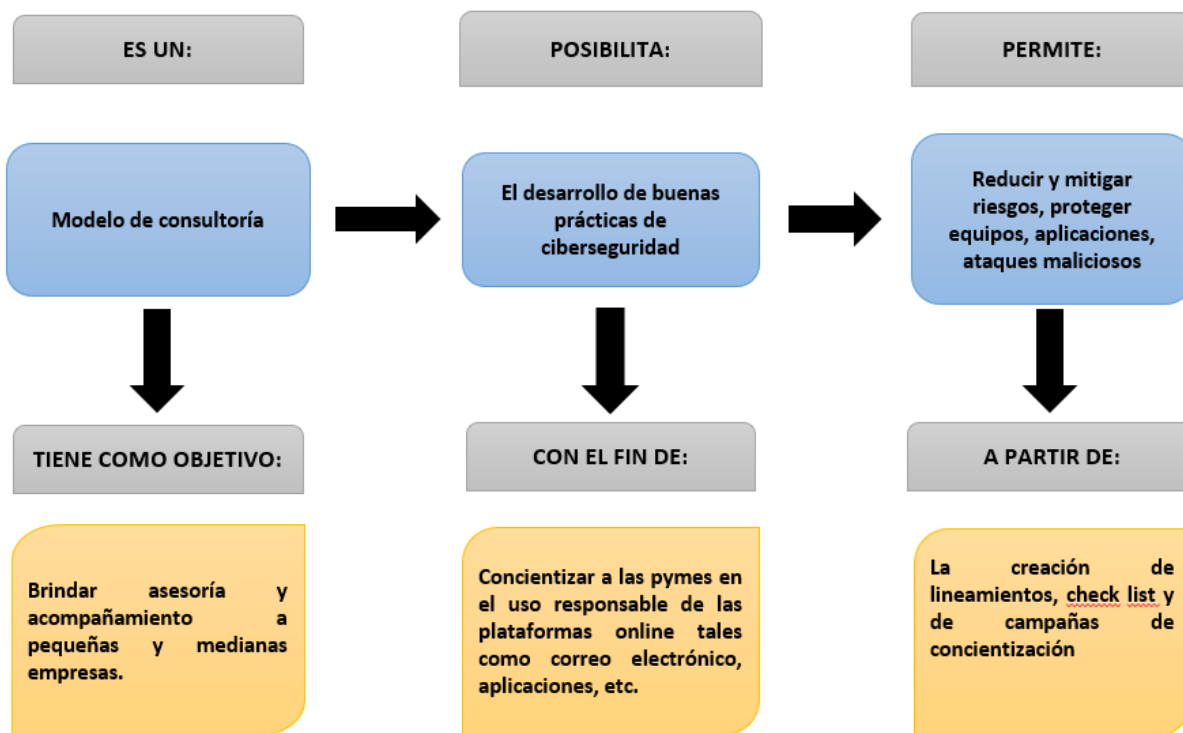 ES UN:
POSIBILITA:
PERMITE:
Modelo de consultoría
El desarrollo de buenas
prácticas de
ciberseguridad
Reducir y mitigar
riesgos, proteger
equipos, aplicaciones,
ataques maliciosos
TIENE COMO OBJETIVO:
CON EL FIN DE:
A PARTIR DE:
Brindar asesoría y
acompañamiento a
pequeñas y medianas
empresas.
Concientizar a las pymes en
el uso responsable de las
plataformas online tales
como correo electrónico,
aplicaciones, etc.
La creación de
lineamientos, check list y
de campañas de
concientización